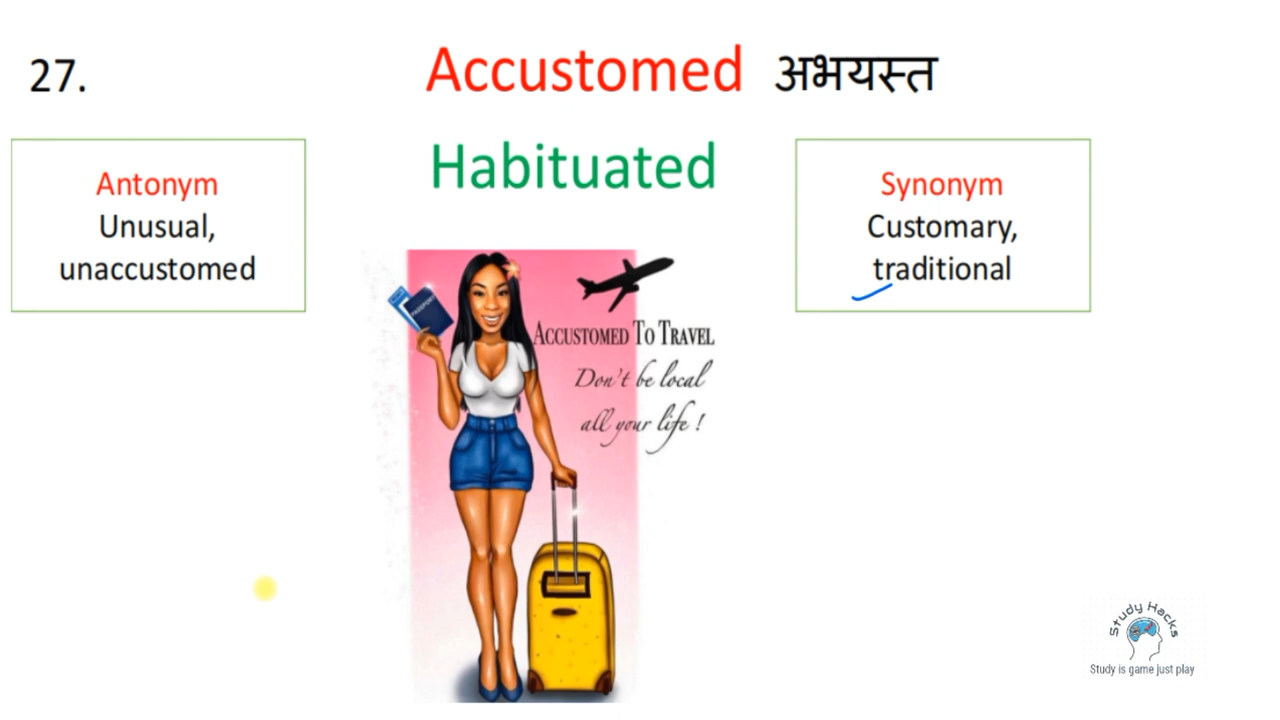 27.
Accustomed अभयस्त
Habituated
Antonym
Unusual,
unaccustomed
Synonym
Customary,
traditional
PASSPORT
ACCUSTOMED TO TRAVEL
Don't be local
all your life !
Study Hacks
Study is game just play